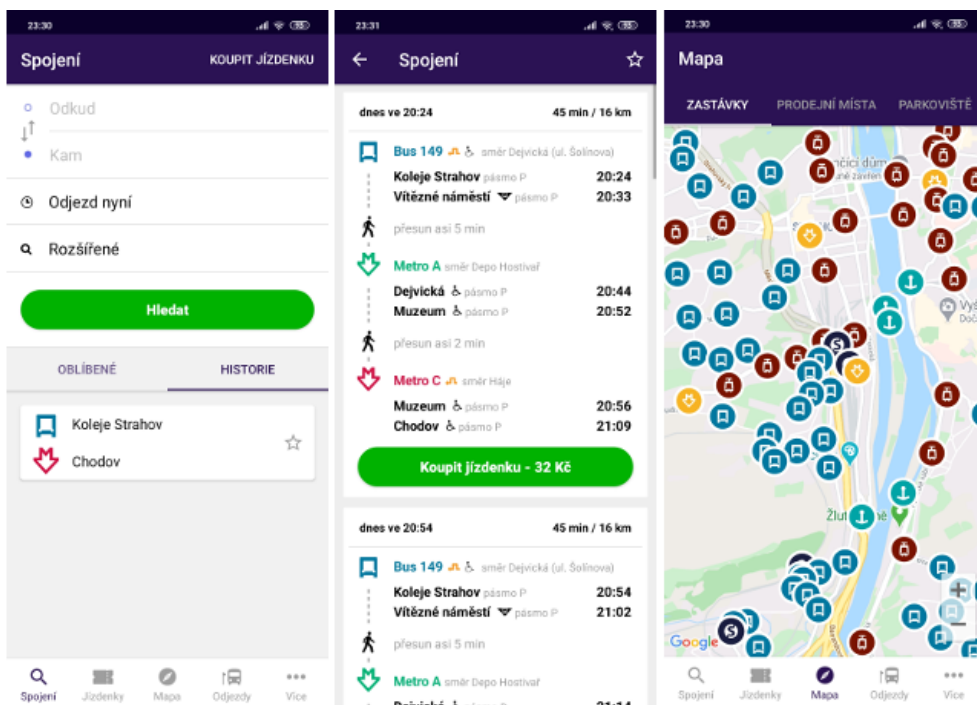 23:30
Spojení
KOUPIT JÍZDENKU
Odkud
Kam
Odjezd nyní
Rozšířené
Hledat
OBLÍBENÉ
HISTORIE
Koleje Strahov
Chodov
Spojení
Jízdenky
Mapa
Odjezdy
Více
23:31
Spojení
dnes ve 20:24
45 min / 16 km
Bus 149 směr Dejvická (ul. Šolínova)
Koleje Strahov pásmo P 20:24
Vítězné náměstí pásmo P 20:33
přesun asi 5 min
Metro A směr Depo Hostivař
Dejvická pásmo P 20:44
Muzeum pásmo P 20:52
přesun asi 2 min
Metro C směr Háje
Muzeum pásmo P 20:56
Chodov pásmo P 21:09
Koupit jízdenku - 32 Kč
dnes ve 20:54
45 min / 16 km
Bus 149 směr Dejvická (ul. Šolínova)
Koleje Strahov pásmo P 20:54
Vítězné náměstí pásmo P 21:02
přesun asi 5 min
Metro A směr Depo Hostivař
23:30
Mapa
ZASTÁVKY
PRODEJNÍ MÍSTA
PARKOVIŠTĚ
Google
Spojení
Jízdenky
Mapa
Odjezdy
Více